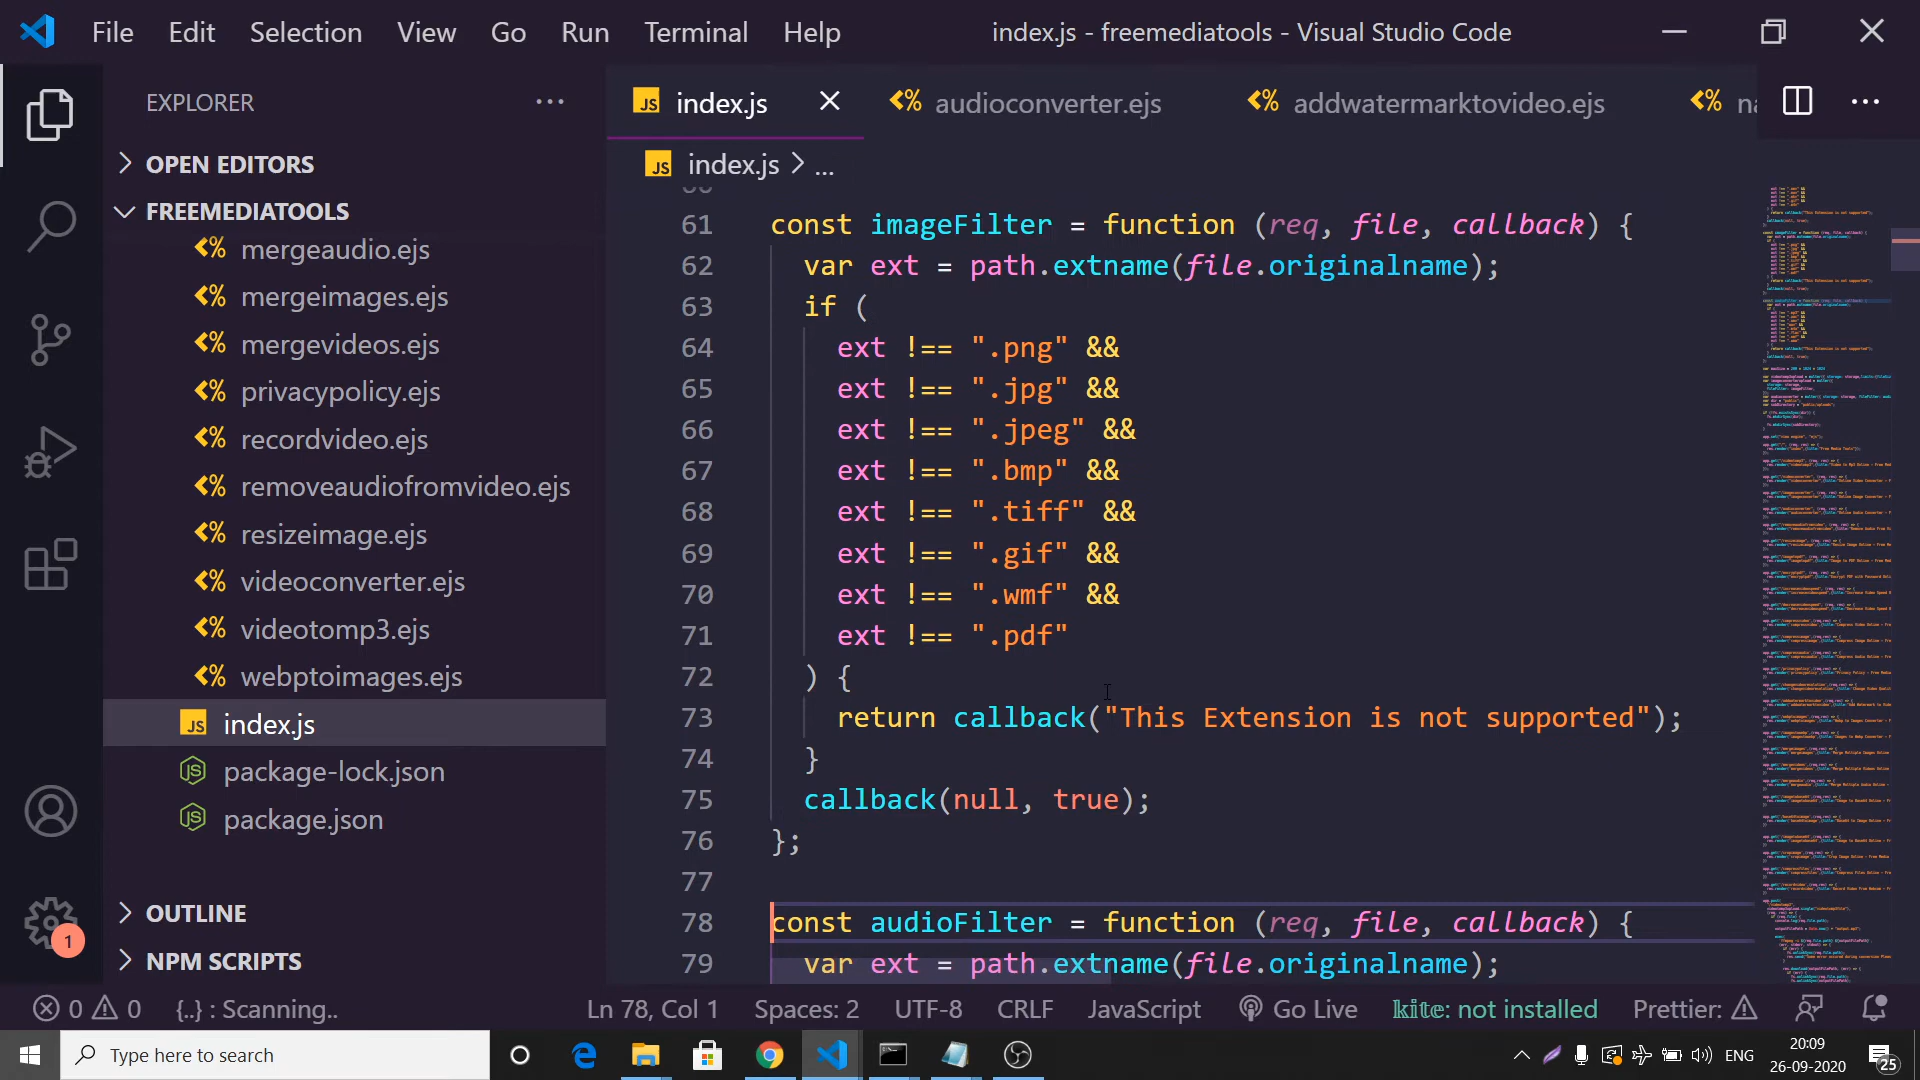 File Edit Selection View Go Run Terminal Help
index.js - freemediatools - Visual Studio Code
EXPLORER
OPEN EDITORS
FREEMEDIATOOLS
mergeaudio.ejs
mergeimages.ejs
mergevideos.ejs
privacypolicy.ejs
recordvideo.ejs
removeaudiofromvideo.ejs
resizeimage.ejs
videoconverter.ejs
videotomp3.ejs
webptoimages.ejs
JS index.js
package-lock.json
package.json
OUTLINE
NPM SCRIPTS
1
JS index.js audioconverter.ejs addwatermarktovideo.ejs
JS index.js > ...
61 const imageFilter = function (req, file, callback) {
62 var ext = path.extname(file.originalname);
63 if (
64 ext !== ".png" &&
65 ext !== ".jpg" &&
66 ext !== ".jpeg" &&
67 ext !== ".bmp" &&
68 ext !== ".tiff" &&
69 ext !== ".gif" &&
70 ext !== ".wmf" &&
71 ext !== ".pdf"
72 ) {
73 return callback("This Extension is not supported");
74 }
75 callback(null, true);
76 };
77
78 const audioFilter = function (req, file, callback) {
79 var ext = path.extname(file.originalname);
0 0 {..} : Scanning.. Ln 78, Col 1 Spaces: 2 UTF-8 CRLF JavaScript Go Live kite: not installed Prettier:
Type here to search
ENG
20:09
26-09-2020
25